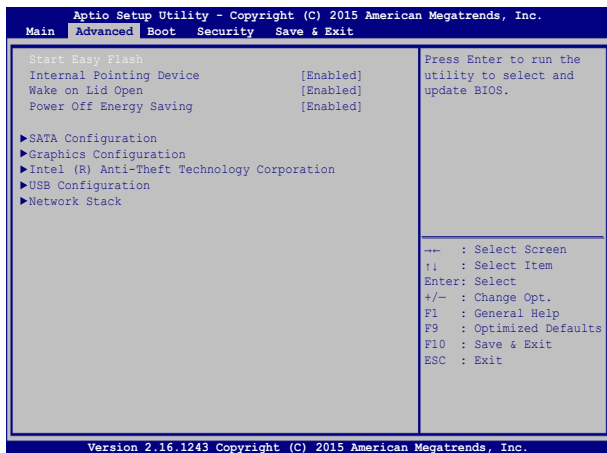 Aptio Setup Utility - Copyright (C) 2015 American Megatrends, Inc.
Main Advanced Boot Security Save & Exit
Start Easy Flash
Internal Pointing Device [Enabled]
Wake on Lid Open [Enabled]
Power Off Energy Saving [Enabled]
▶SATA Configuration
▶Graphics Configuration
▶Intel (R) Anti-Theft Technology Corporation
▶USB Configuration
▶Network Stack
Press Enter to run the
utility to select and
update BIOS.
→← : Select Screen
↑↓ : Select Item
Enter: Select
+/— : Change Opt.
F1 : General Help
F9 : Optimized Defaults
F10 : Save & Exit
ESC : Exit
Version 2.16.1243 Copyright (C) 2015 American Megatrends, Inc.